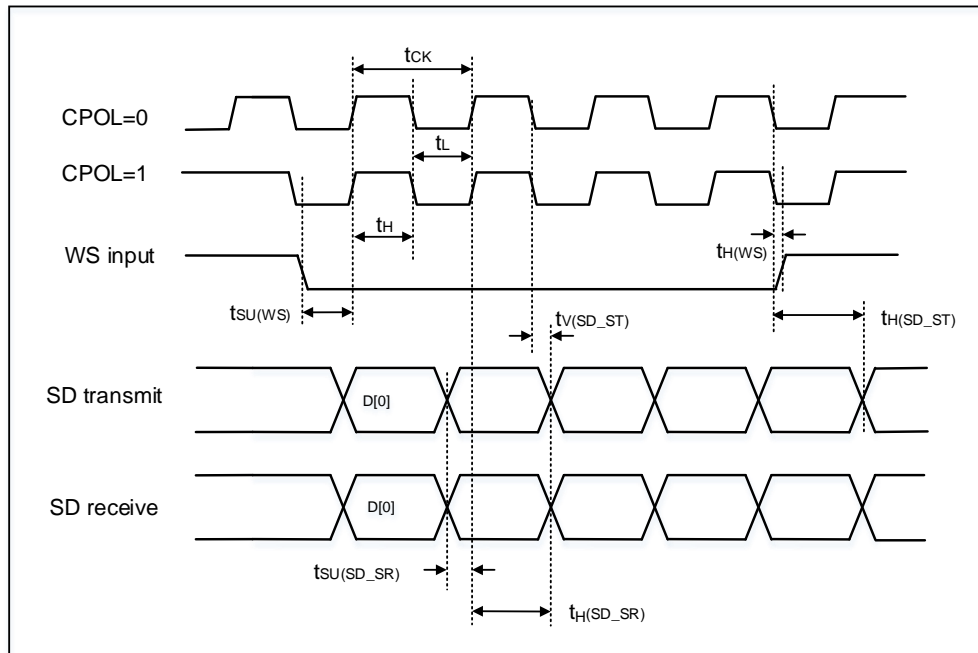 tCK
CPOL=0
tL
CPOL=1
tH
tH(WS)
WS input
tSU(WS)
tV(SD_ST)
tH(SD_ST)
SD transmit
D[0]
SD receive
D[0]
tSU(SD_SR)
tH(SD_SR)